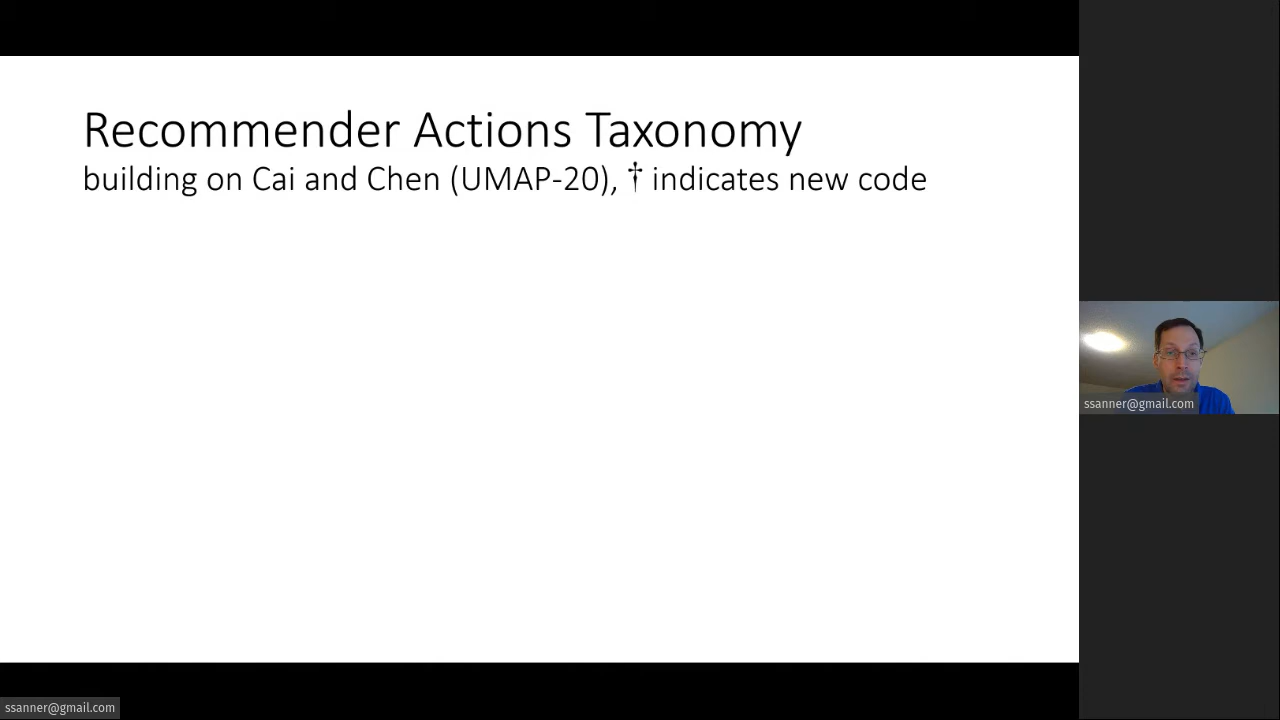 Recommender Actions Taxonomy
building on Cai and Chen (UMAP-20), † indicates new code
ssanner@gmail.com
ssanner@gmail.com